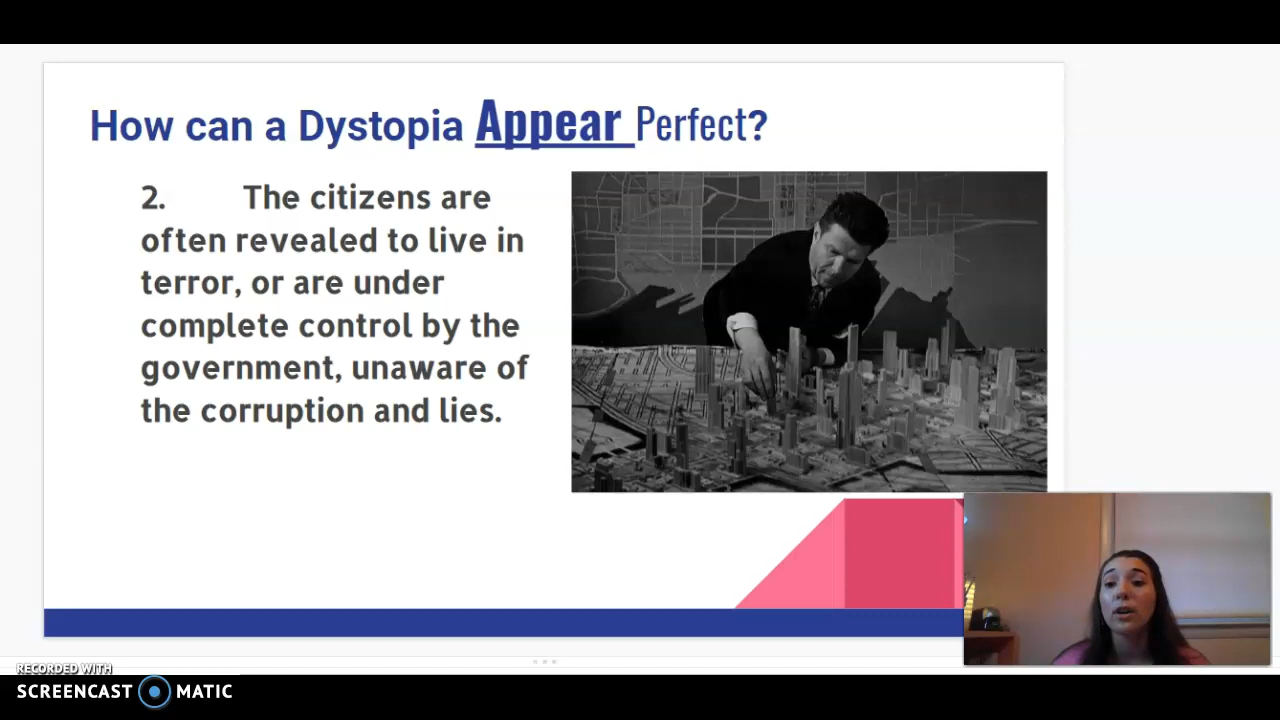 How can a Dystopia Appear Perfect?
2. The citizens are
often revealed to live in
terror, or are under
complete control by the
government, unaware of
the corruption and lies.
RECORDED WITH
SCREENCAST MATIC